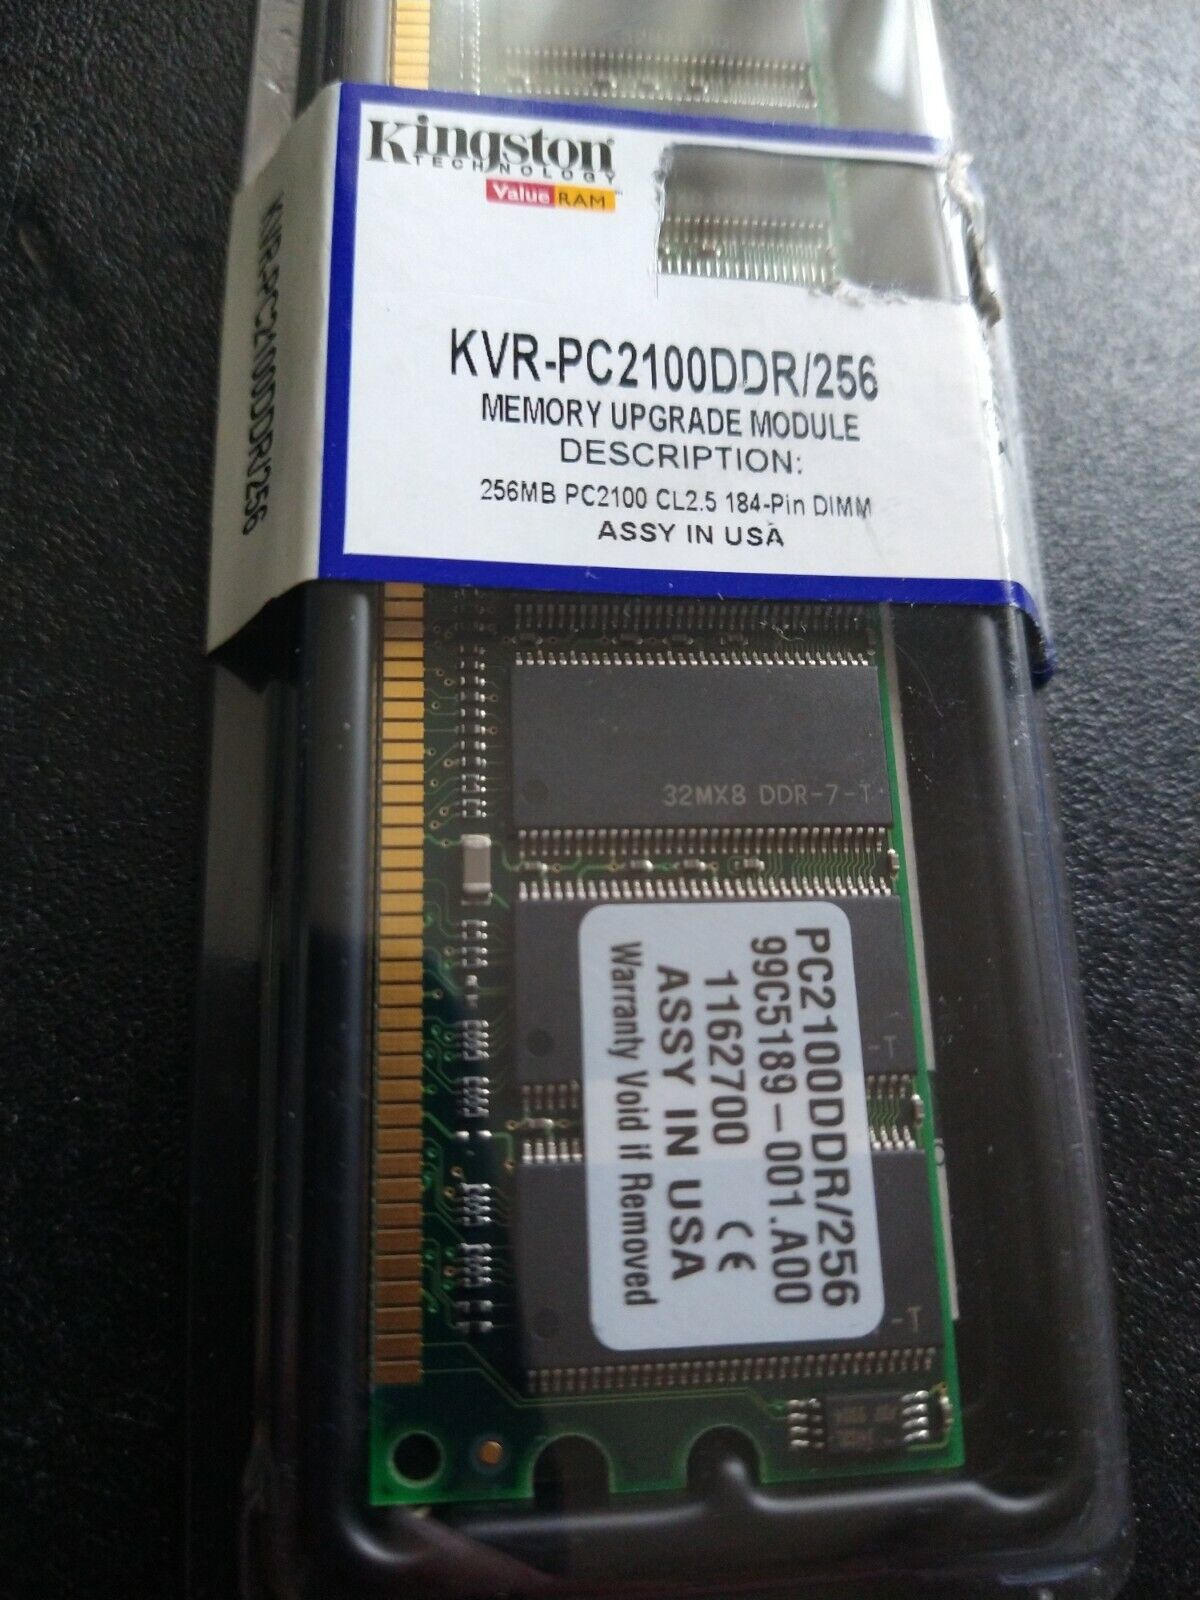 Kingston
TECHNOLOGY
Value RAM
KVR-PC2100DDR/256
MEMORY UPGRADE MODULE
DESCRIPTION:
256MB PC2100 CL2.5 184-Pin DIMM
ASSY IN USA
KVR-PC2100DDR/256
32MX8 DDR-7-T
PC2100DDR/256
99C5189-001.A00
1162700 CE
ASSY IN USA
Warranty Void if Removed
-T
-T